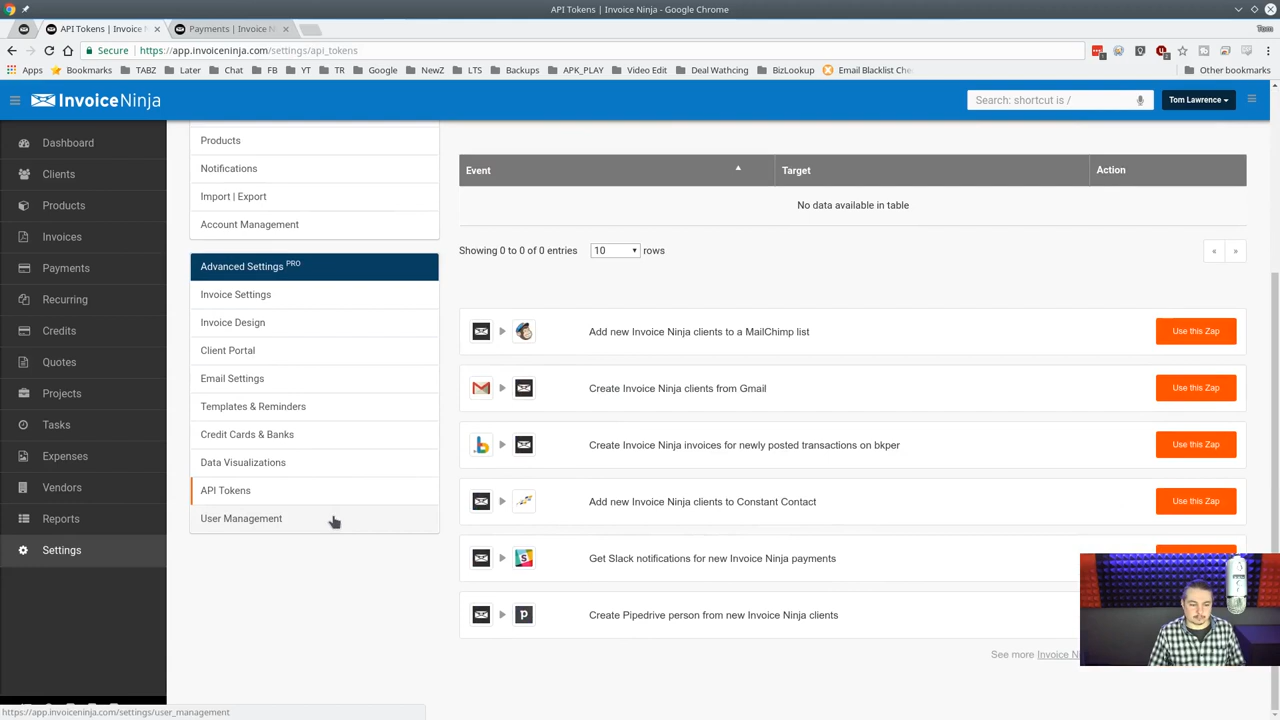 API Tokens | Invoice Ninja - Google Chrome
API Tokens | Invoice N
Payments | Invoice Ni
Tom
Secure
https://app.invoiceninja.com/settings/api_tokens
Apps
Bookmarks
TABZ
Later
Chat
FB
YT
TR
Google
NewZ
LTS
Backups
APK_PLAY
Video Edit
Deal Wathcing
BizLookup
Email Blacklist Che
Other bookmarks
InvoiceNinja
Search: shortcut is /
Tom Lawrence
Dashboard
Clients
Products
Invoices
Payments
Recurring
Credits
Quotes
Projects
Tasks
Expenses
Vendors
Reports
Settings
Products
Notifications
Import | Export
Account Management
Advanced Settings PRO
Invoice Settings
Invoice Design
Client Portal
Email Settings
Templates & Reminders
Credit Cards & Banks
Data Visualizations
API Tokens
User Management
Event
Target
Action
No data available in table
Showing 0 to 0 of 0 entries
10
rows
«
»
Add new Invoice Ninja clients to a MailChimp list
Use this Zap
Create Invoice Ninja clients from Gmail
Use this Zap
Create Invoice Ninja invoices for newly posted transactions on bkper
Use this Zap
Add new Invoice Ninja clients to Constant Contact
Use this Zap
Get Slack notifications for new Invoice Ninja payments
Create Pipedrive person from new Invoice Ninja clients
See more Invoice Ni
https://app.invoiceninja.com/settings/user_management